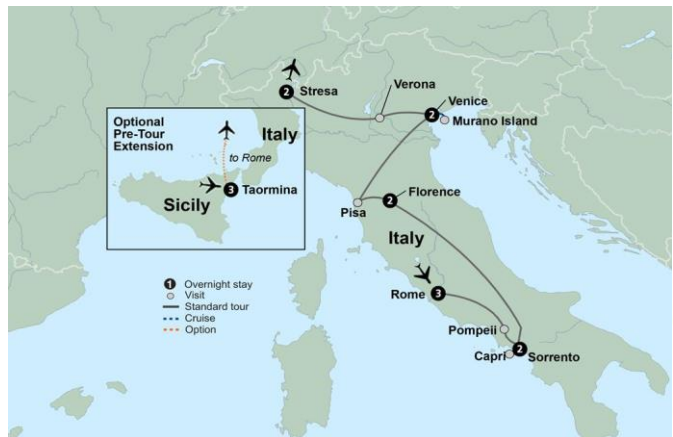 Stresa
2
Verona
Venice
2
Murano Island
Optional
Pre-Tour
Extension
Italy
to Rome
3
Taormina
Sicily
Florence
2
Pisa
Italy
Rome
3
Pompeii
Capri
2
Sorrento
1 Overnight stay
Visit
Standard tour
Cruise
Option